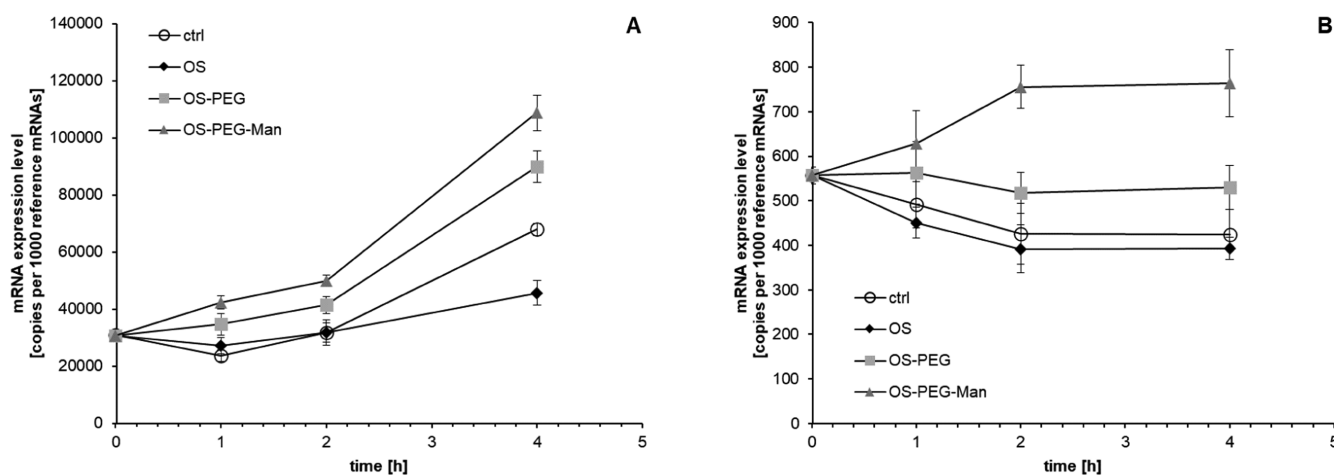 A
mRNA expression level
[copies per 1000 reference mRNAs]
140000
120000
100000
80000
60000
40000
20000
0
ctrl
OS
OS-PEG
OS-PEG-Man
0 1 2 3 4 5
time [h]
B
mRNA expression level
[copies per 1000 reference mRNAs]
900
800
700
600
500
400
300
200
100
0
ctrl
OS
OS-PEG
OS-PEG-Man
0 1 2 3 4 5
time [h]